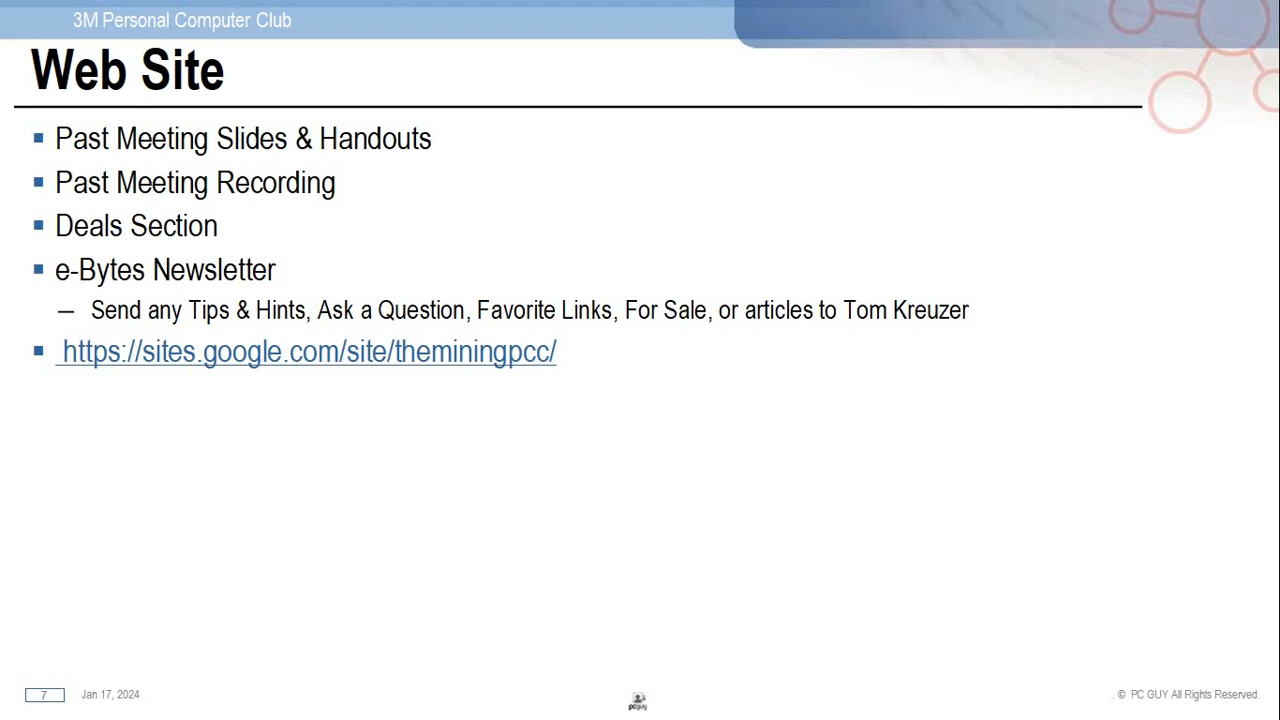 3M Personal Computer Club
Web Site
Past Meeting Slides & Handouts
Past Meeting Recording
Deals Section
e-Bytes Newsletter
— Send any Tips & Hints, Ask a Question, Favorite Links, For Sale, or articles to Tom Kreuzer
https://sites.google.com/site/theminingpcc/
7
Jan 17, 2024
pcguy
. © PC GUY All Rights Reserved.